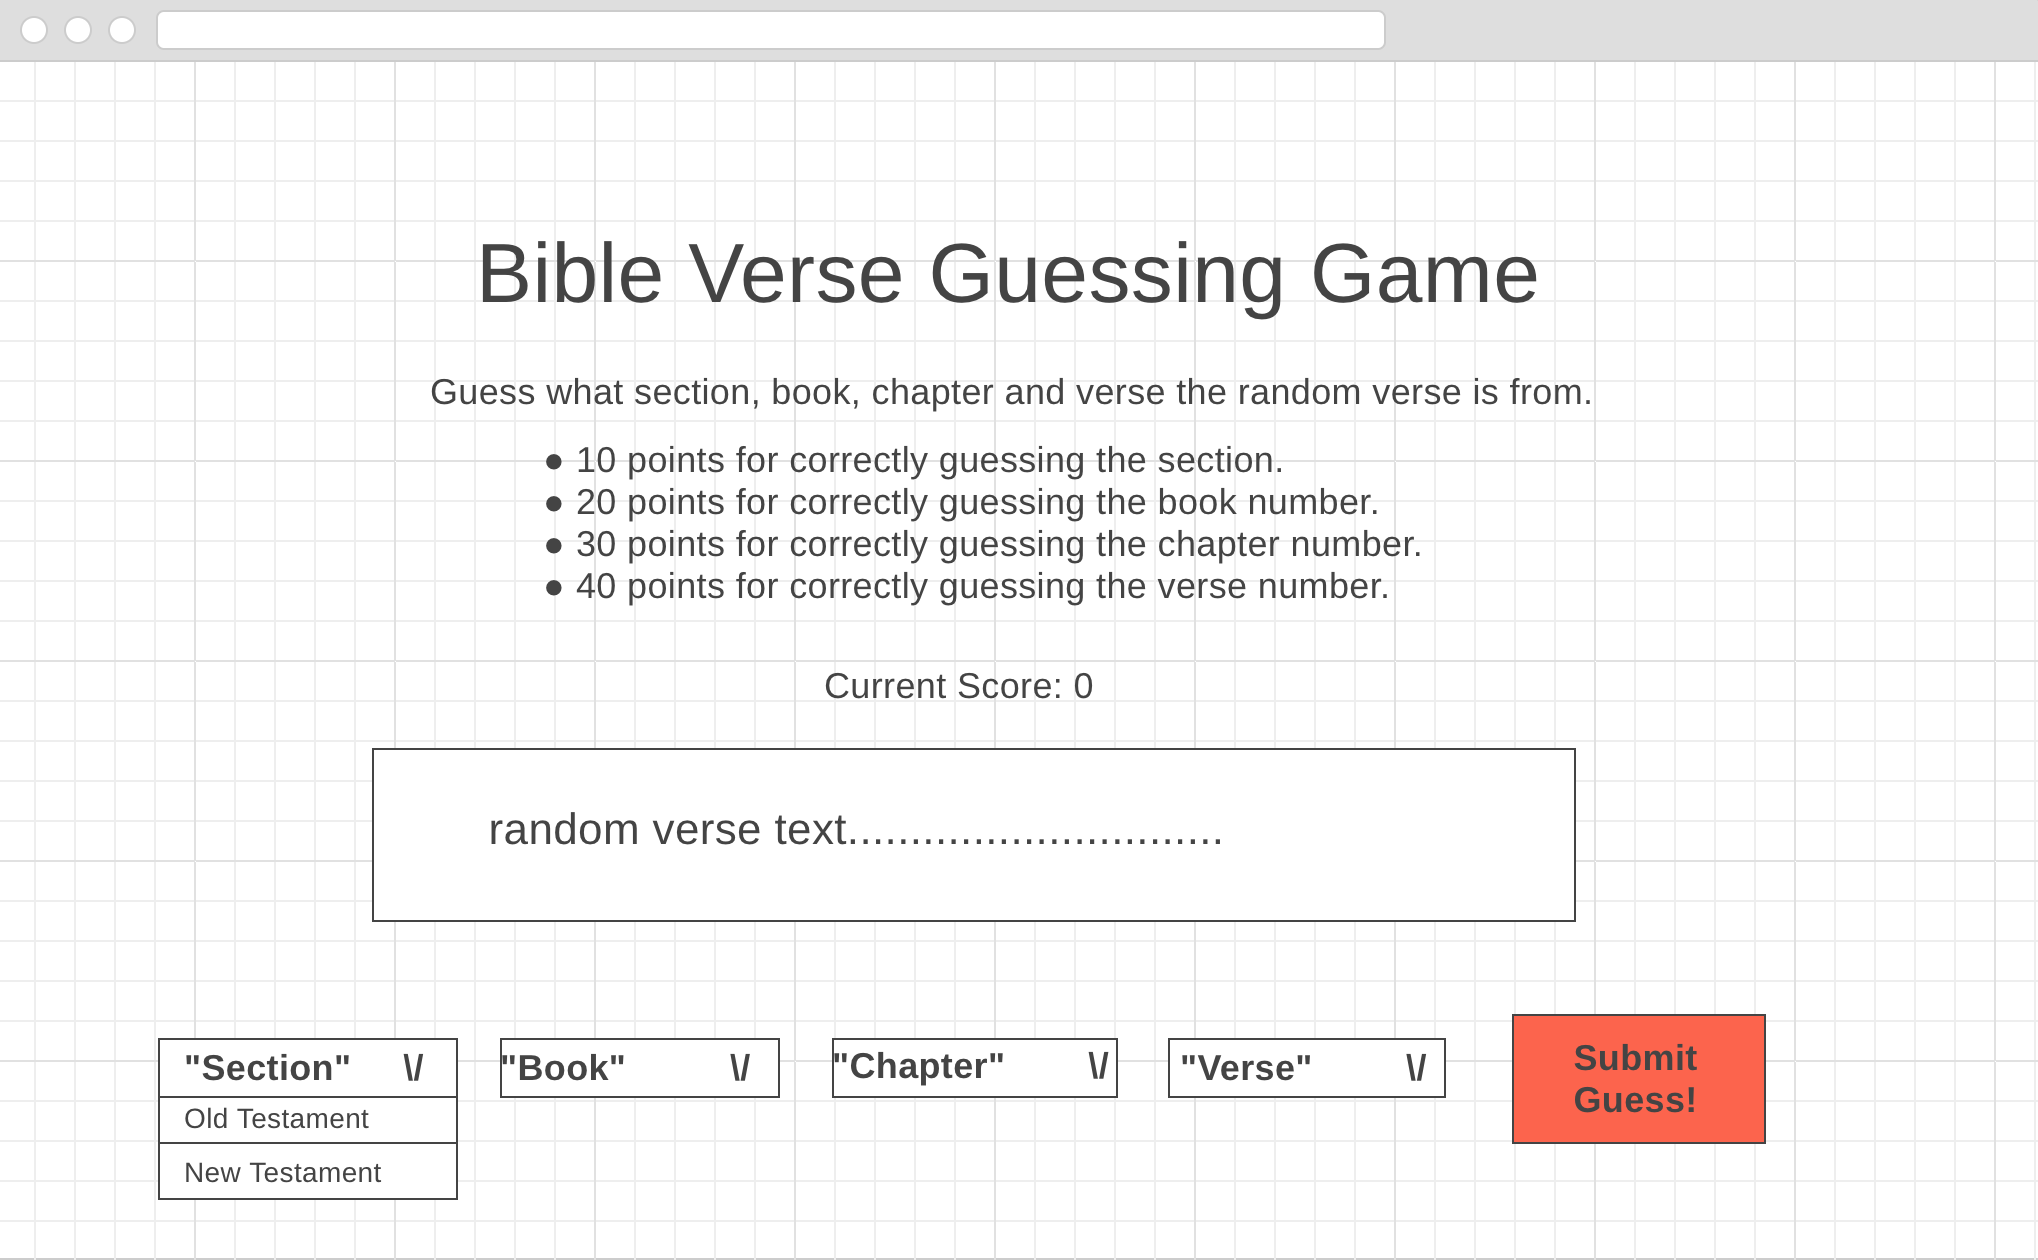 Bible Verse Guessing Game
Guess what section, book, chapter and verse the random verse is from.
● 10 points for correctly guessing the section.
● 20 points for correctly guessing the book number.
● 30 points for correctly guessing the chapter number.
● 40 points for correctly guessing the verse number.
Current Score: 0
random verse text..............................
"Section" \/ "Book" \/ "Chapter" \/ "Verse" \/
Submit
Guess!
Old Testament
New Testament